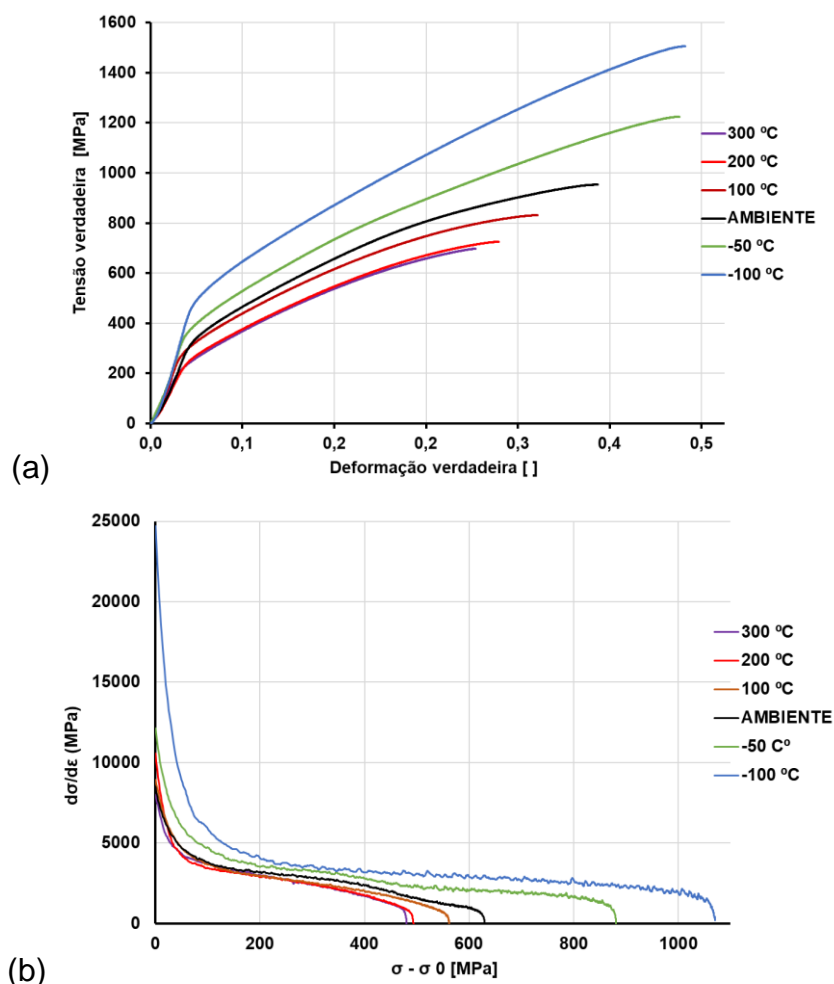 1600
1400
1200
1000
800
600
400
200
0
Tensão verdadeira [MPa]
0,0 0,1 0,2 0,2 0,3 0,4 0,5
Deformação verdadeira [ ]
300 ºC
200 ºC
100 ºC
AMBIENTE
-50 ºC
-100 ºC
(a)
25000
20000
15000
10000
5000
0
dσ/dε (MPa)
0 200 400 600 800 1000
σ - σ 0 [MPa]
300 ºC
200 ºC
100 ºC
AMBIENTE
-50 Cº
-100 ºC
(b)